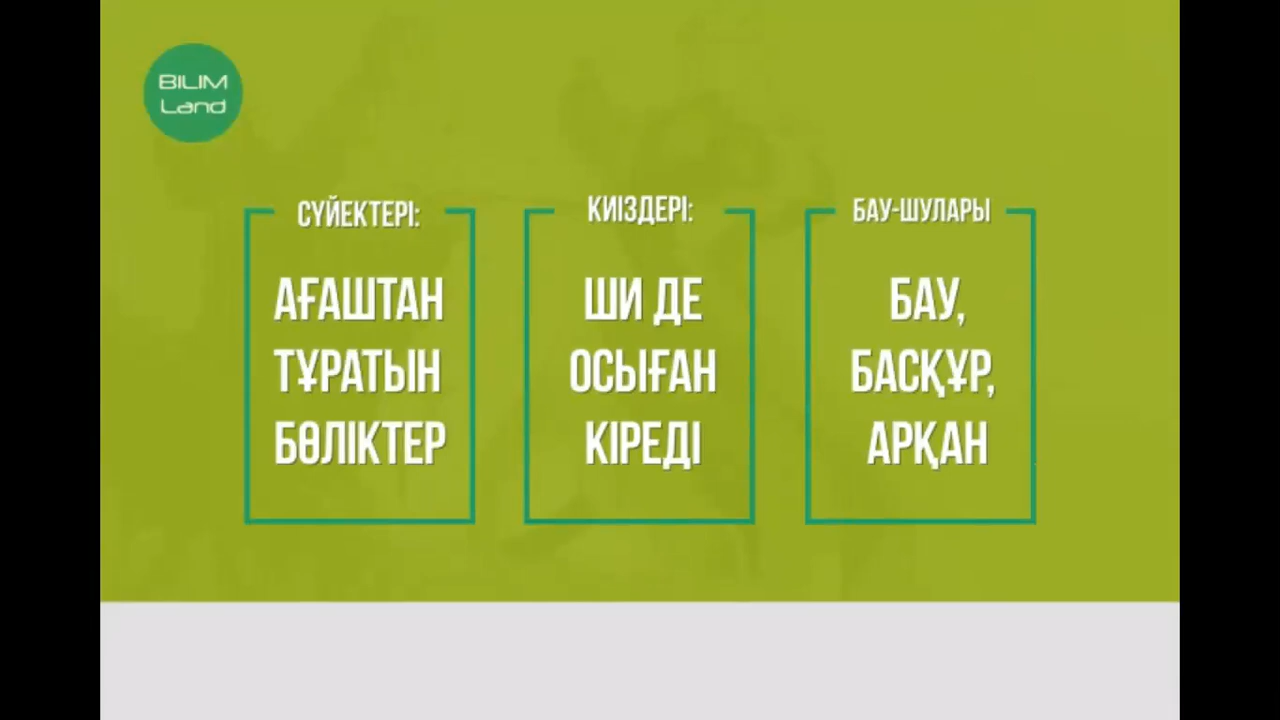 BILIM
Land
СҮЙЕКТЕРІ:
АҒАШТАН
ТҰРАТЫН
БӨЛІКТЕР
КИІЗДЕРІ:
ШИ ДЕ
ОСЫҒАН
КІРЕДІ
БАУ-ШУЛАРЫ
БАУ,
БАСҚҰР,
АРҚАН